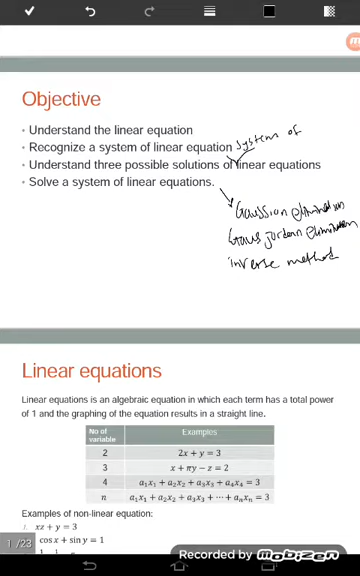 Objective
• Understand the linear equation
• Recognize a system of linear equation
system of
• Understand three possible solutions of linear equations
• Solve a system of linear equations.
Gaussion elimination
Gaus jordann elimination
inverse method
Linear equations
Linear equations is an algebraic equation in which each term has a total power
of 1 and the graphing of the equation results in a straight line.
No of variable Examples
2 2x + y = 3
3 x + πy − z = 2
4 a₁x₁ + a₂x₂ + a₃x₃ + a₄x₄ = 3
n a₁x₁ + a₂x₂ + a₃x₃ + ⋯ + aₙxₙ = 3
Examples of non-linear equation:
1. xz + y = 3
cos x + sin y = 1
1 / 23
Recorded by
Mobizen